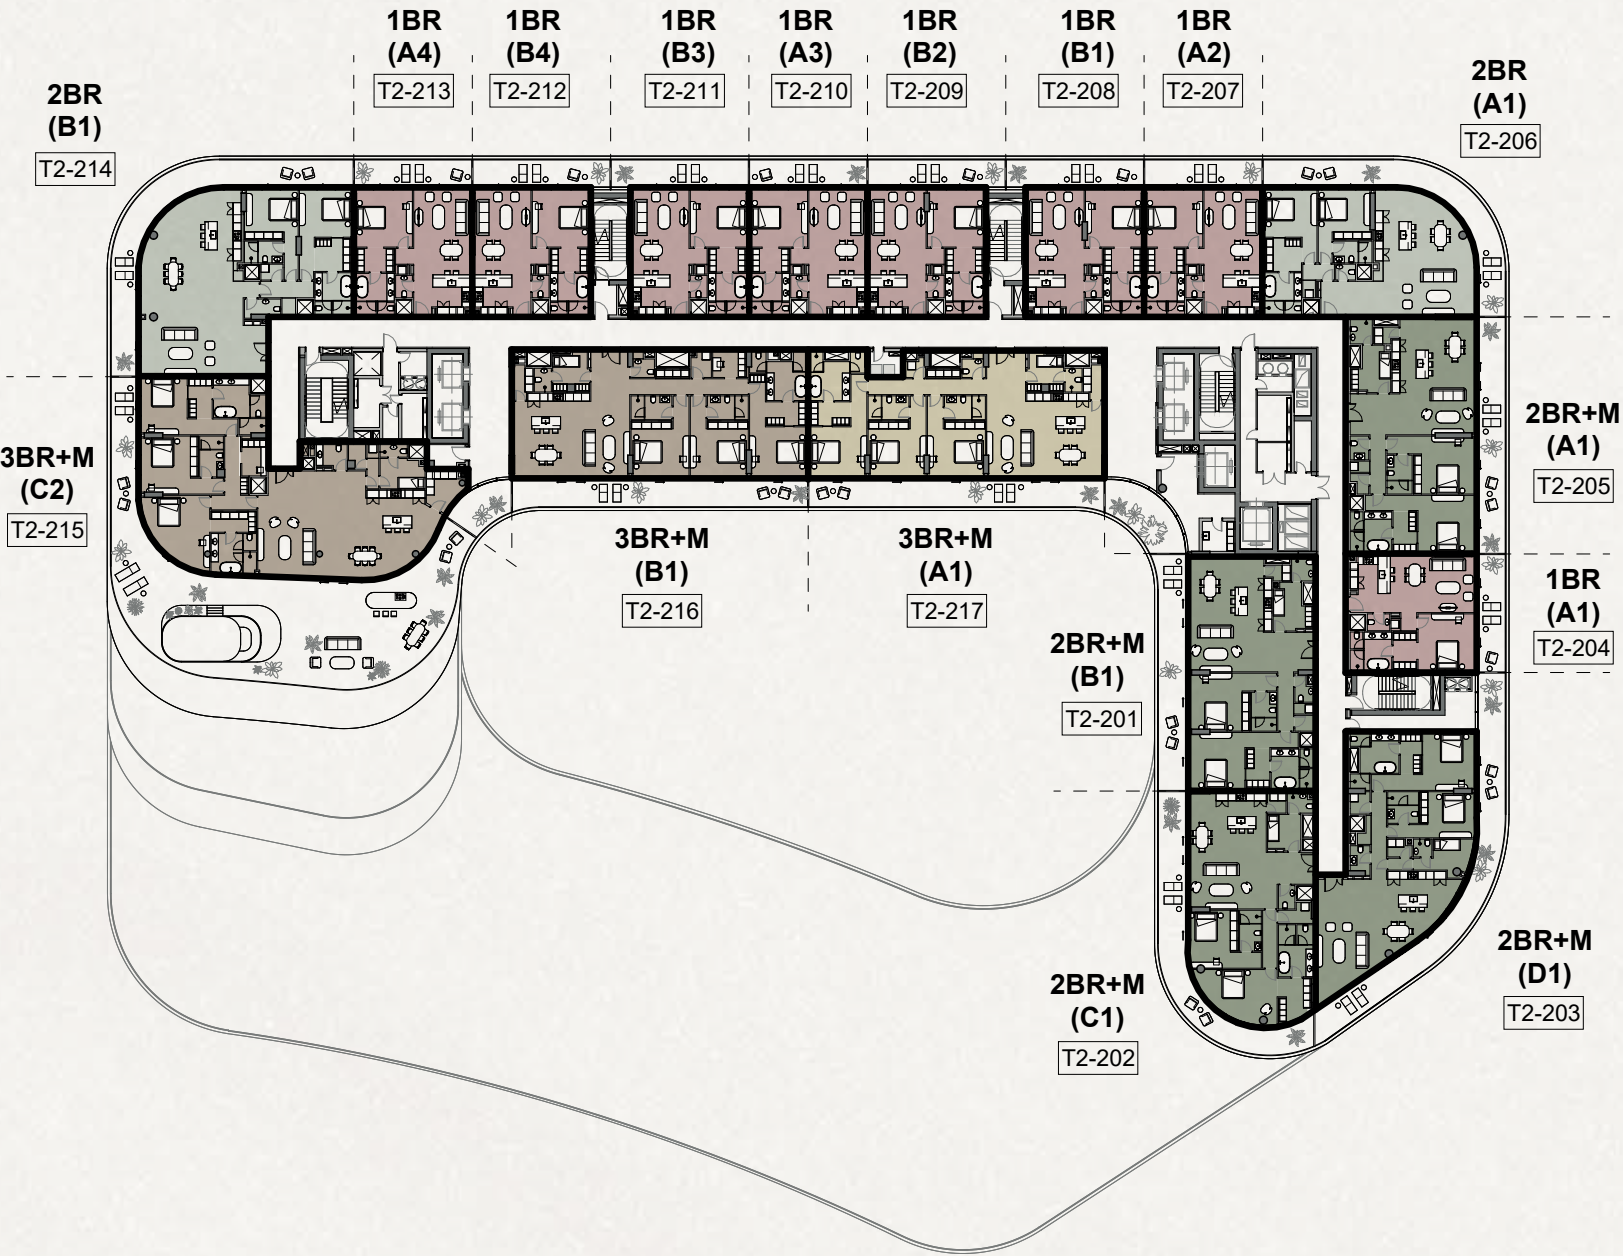 1BR
(A4)
T2-213
1BR
(B4)
T2-212
1BR
(B3)
T2-211
1BR
(A3)
T2-210
1BR
(B2)
T2-209
1BR
(B1)
T2-208
1BR
(A2)
T2-207
2BR
(A1)
T2-206
2BR
(B1)
T2-214
3BR+M
(C2)
T2-215
3BR+M
(B1)
T2-216
3BR+M
(A1)
T2-217
2BR+M
(A1)
T2-205
1BR
(A1)
T2-204
2BR+M
(B1)
T2-201
2BR+M
(C1)
T2-202
2BR+M
(D1)
T2-203